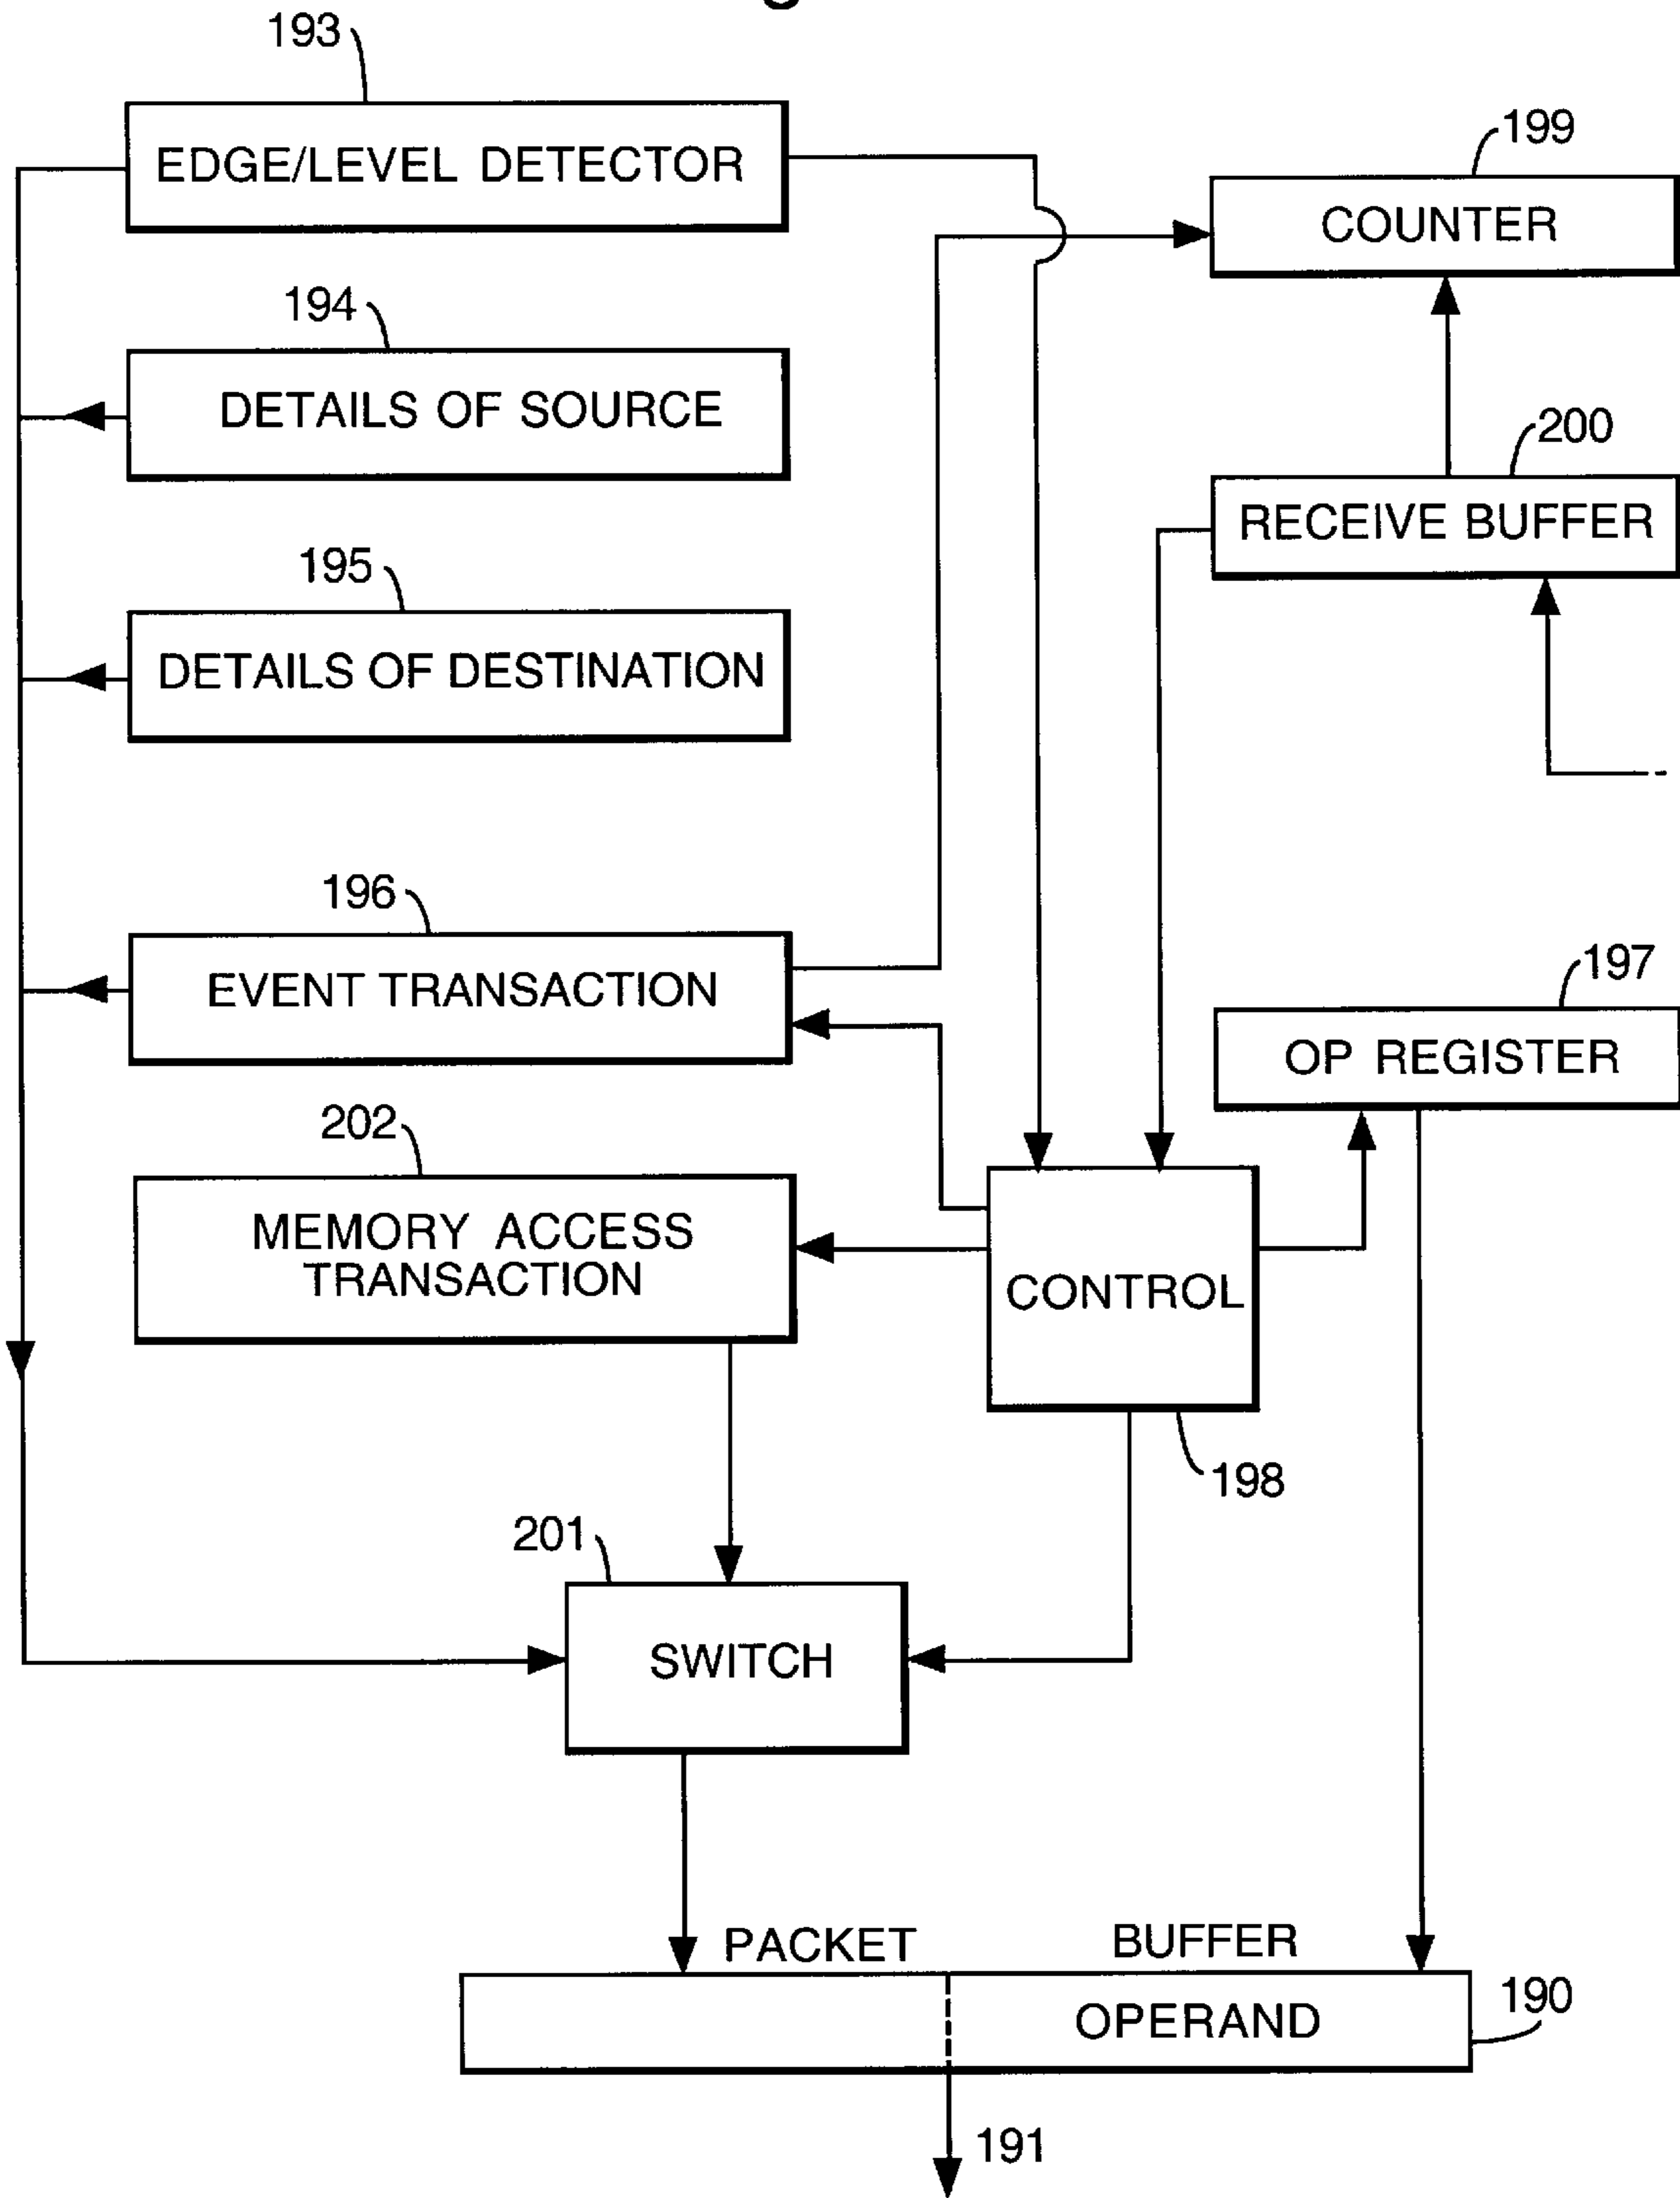 193
EDGE/LEVEL DETECTOR
199
COUNTER
194
DETAILS OF SOURCE
200
RECEIVE BUFFER
195
DETAILS OF DESTINATION
196
EVENT TRANSACTION
197
OP REGISTER
202
MEMORY ACCESS
TRANSACTION
CONTROL
198
201
SWITCH
PACKET BUFFER
OPERAND
190
191